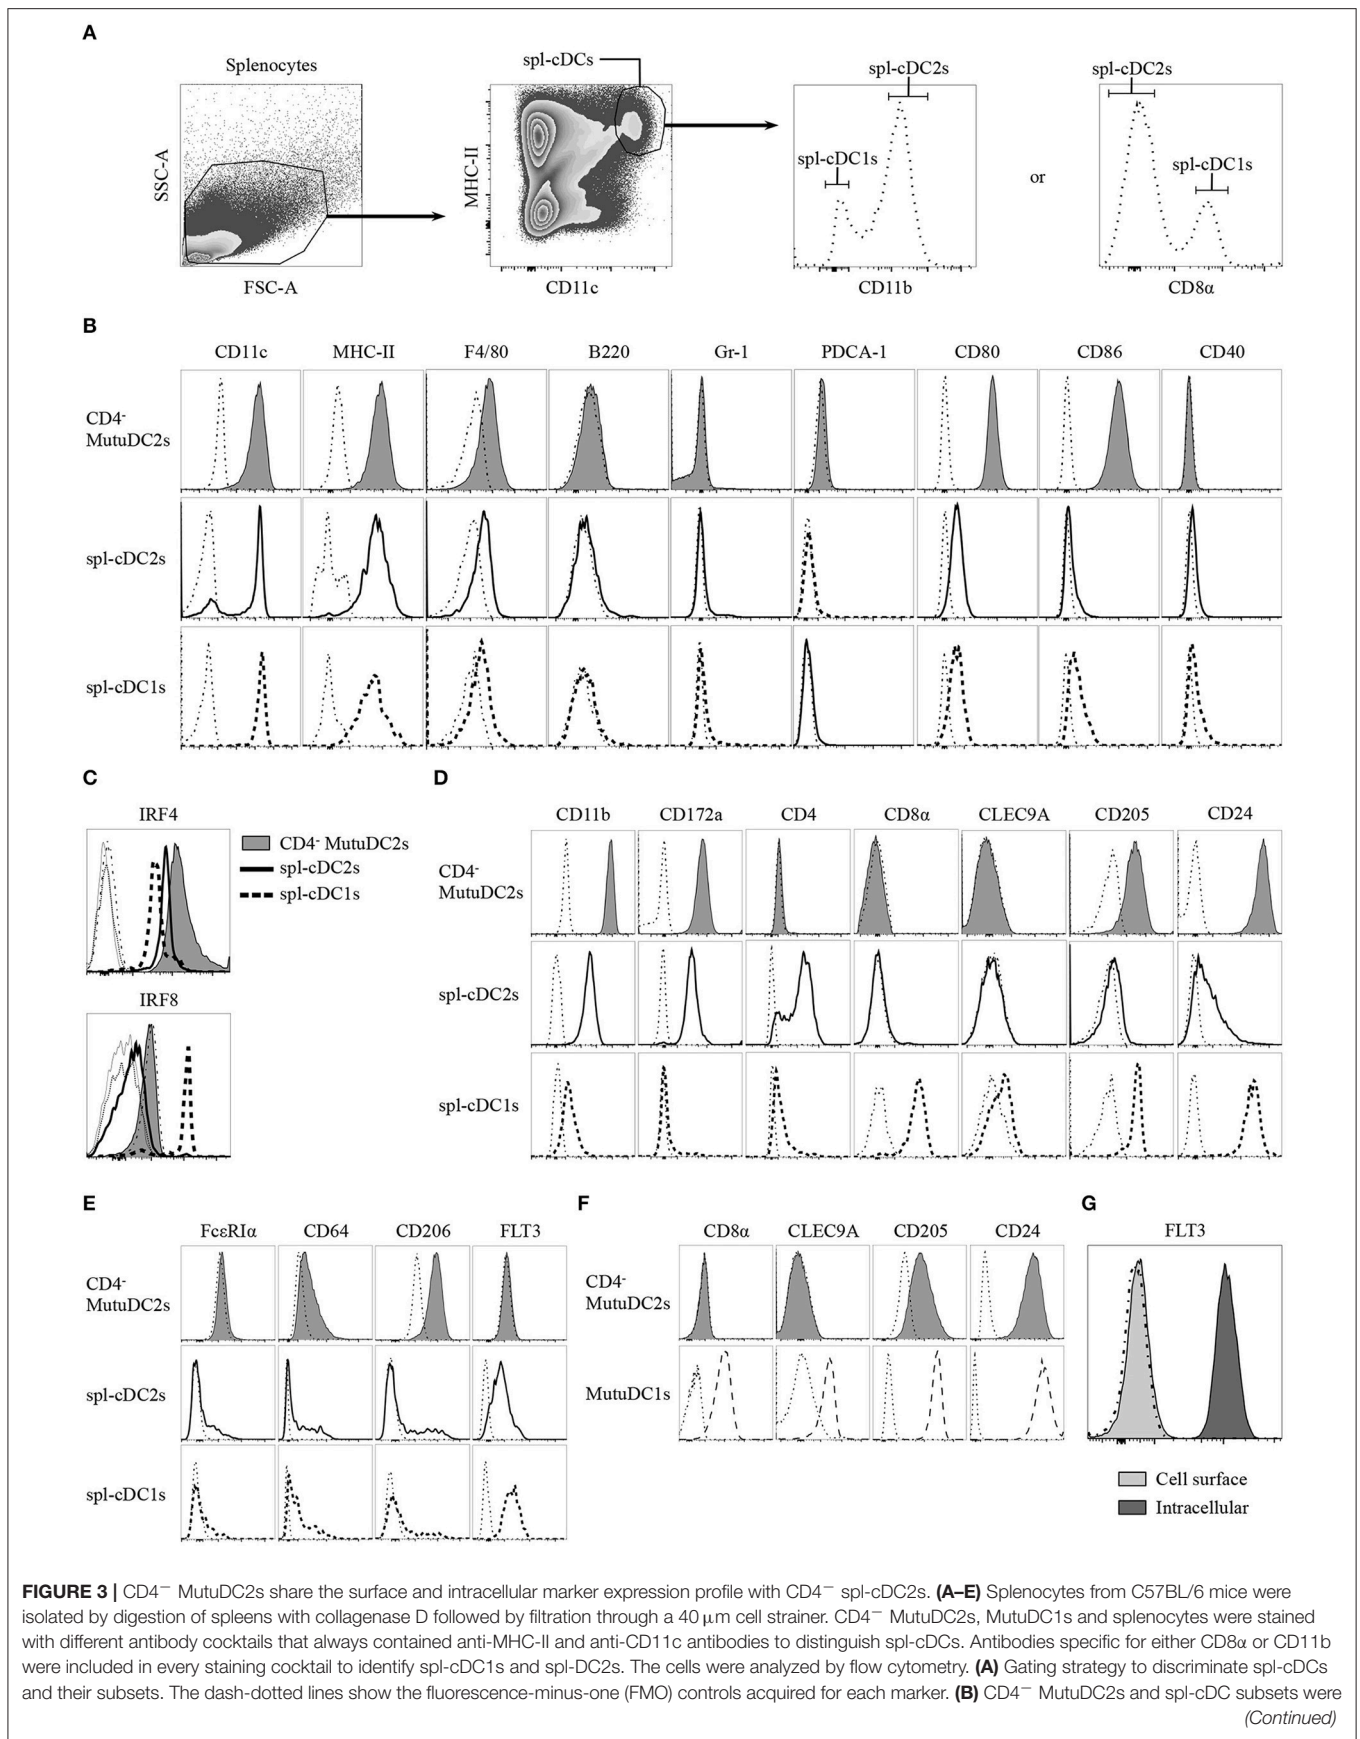 A
Splenocytes
SSC-A
FSC-A
spl-cDCs
MHC-II
CD11c
spl-cDC2s
spl-cDC1s
CD11b
or
spl-cDC2s
spl-cDC1s
CD8α
B
CD11c MHC-II F4/80 B220 Gr-1 PDCA-1 CD80 CD86 CD40
CD4-
MutuDC2s
spl-cDC2s
spl-cDC1s
C
IRF4
CD4- MutuDC2s
spl-cDC2s
spl-cDC1s
IRF8
D
CD11b CD172a CD4 CD8α CLEC9A CD205 CD24
CD4-
MutuDC2s
spl-cDC2s
spl-cDC1s
E
FcεRIα CD64 CD206 FLT3
CD4-
MutuDC2s
spl-cDC2s
spl-cDC1s
F
CD8α CLEC9A CD205 CD24
CD4-
MutuDC2s
MutuDC1s
G
FLT3
Cell surface
Intracellular
FIGURE 3 | CD4− MutuDC2s share the surface and intracellular marker expression profile with CD4− spl-cDC2s. (A–E) Splenocytes from C57BL/6 mice were
isolated by digestion of spleens with collagenase D followed by filtration through a 40 μm cell strainer. CD4− MutuDC2s, MutuDC1s and splenocytes were stained
with different antibody cocktails that always contained anti-MHC-II and anti-CD11c antibodies to distinguish spl-cDCs. Antibodies specific for either CD8α or CD11b
were included in every staining cocktail to identify spl-cDC1s and spl-DC2s. The cells were analyzed by flow cytometry. (A) Gating strategy to discriminate spl-cDCs
and their subsets. The dash-dotted lines show the fluorescence-minus-one (FMO) controls acquired for each marker. (B) CD4− MutuDC2s and spl-cDC subsets were
(Continued)